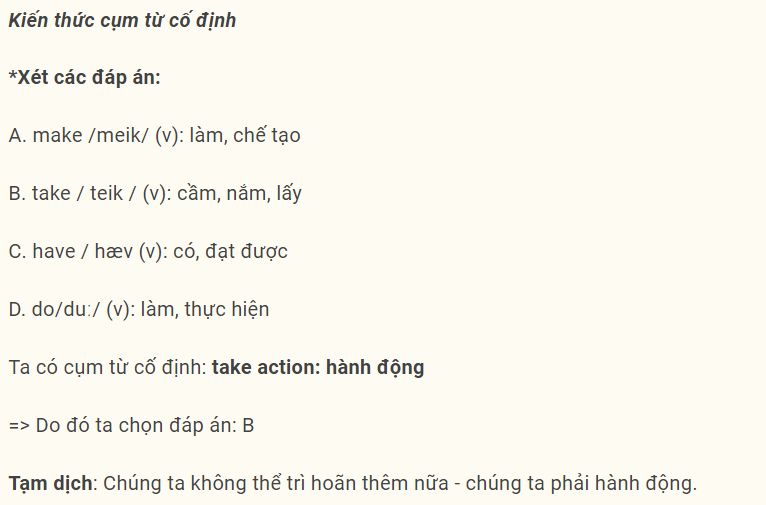 Kiến thức cụm từ cố định
*Xét các đáp án:
A. make /meik/ (v): làm, chế tạo
B. take / teik / (v): cầm, nắm, lấy
C. have / hæv (v): có, đạt được
D. do/duː/ (v): làm, thực hiện
Ta có cụm từ cố định: take action: hành động
=> Do đó ta chọn đáp án: B
Tạm dịch: Chúng ta không thể trì hoãn thêm nữa - chúng ta phải hành động.